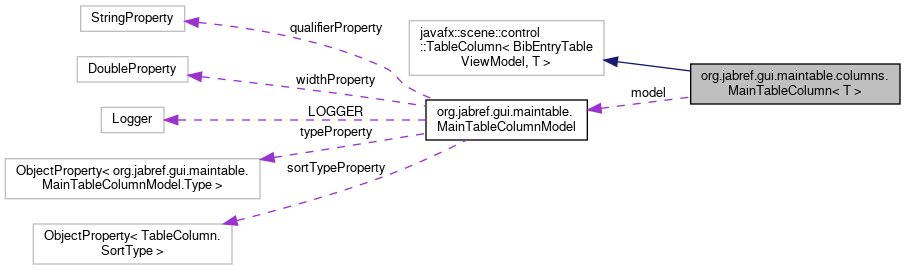 StringProperty
qualifierProperty
javafx::scene::control
::TableColumn< BibEntryTable
ViewModel, T >
DoubleProperty
widthProperty
org.jabref.gui.maintable.columns.
MainTableColumn< T >
model
Logger
LOGGER
org.jabref.gui.maintable.
MainTableColumnModel
typeProperty
ObjectProperty< org.jabref.gui.maintable.
MainTableColumnModel.Type >
sortTypeProperty
ObjectProperty< TableColumn.
SortType >